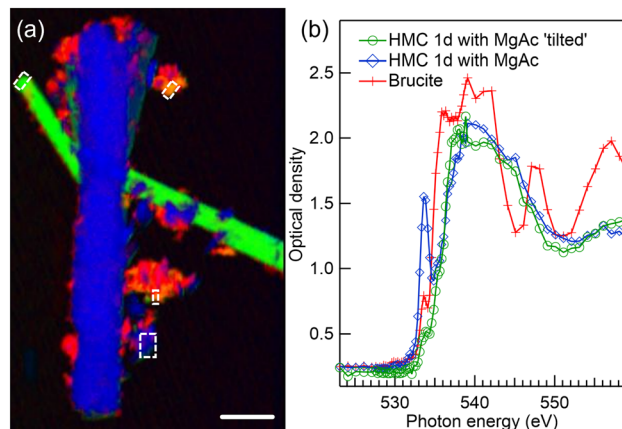 (a)
(b)
HMC 1d with MgAc 'tilted'
HMC 1d with MgAc
Brucite
2.5
2.0
1.5
1.0
0.5
Optical density
530
540
550
Photon energy (eV)